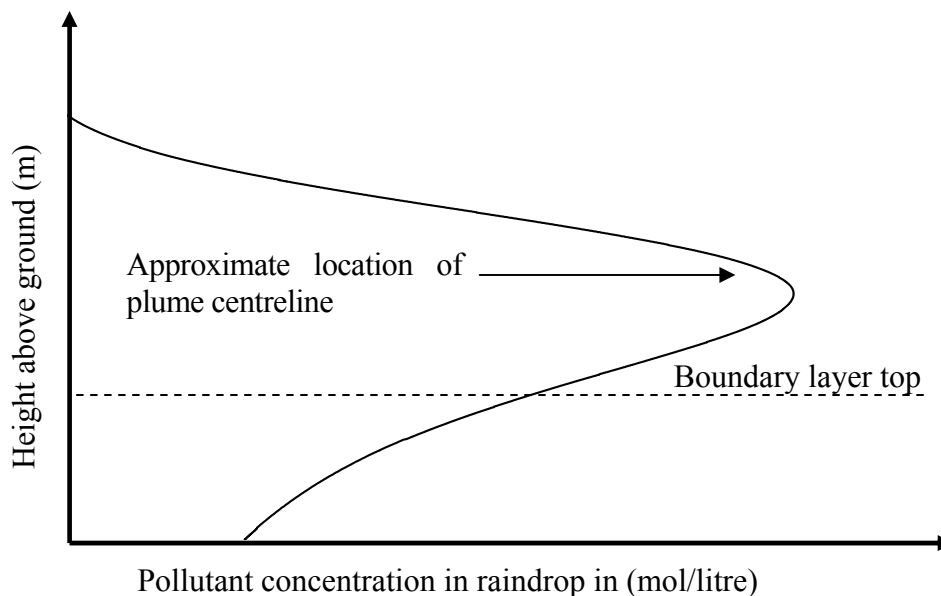 Height above ground (m)
Approximate location of
plume centreline
Boundary layer top
Pollutant concentration in raindrop in (mol/litre)